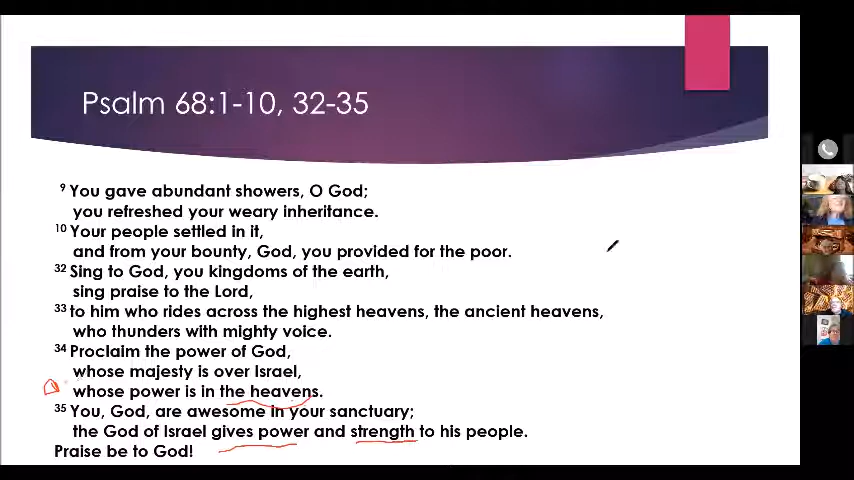 Psalm 68:1-10, 32-35
9 You gave abundant showers, O God;
you refreshed your weary inheritance.
10 Your people settled in it,
and from your bounty, God, you provided for the poor.
32 Sing to God, you kingdoms of the earth,
sing praise to the Lord,
33 to him who rides across the highest heavens, the ancient heavens,
who thunders with mighty voice.
34 Proclaim the power of God,
whose majesty is over Israel,
whose power is in the heavens.
35 You, God, are awesome in your sanctuary;
the God of Israel gives power and strength to his people.
Praise be to God!